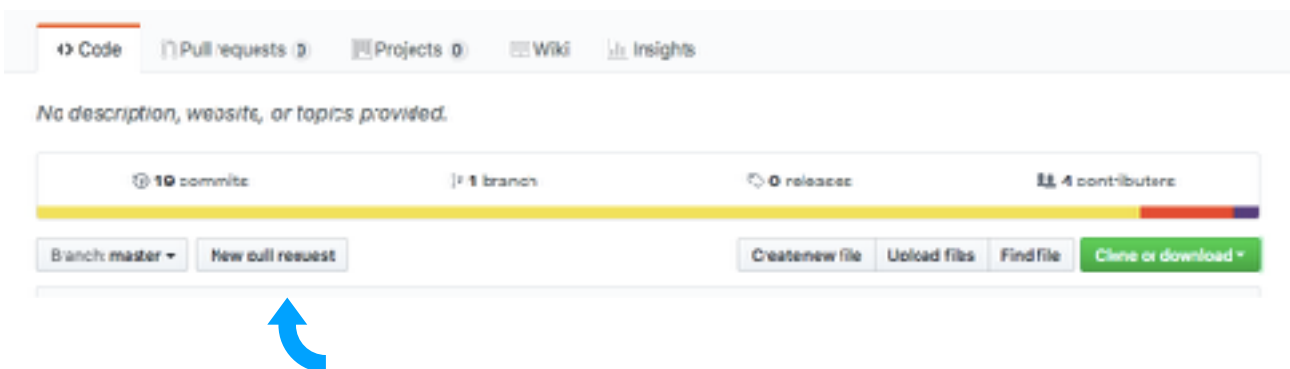 Code Pull requests 0 Projects 0 Wiki Insights
No description, website, or topics provided.
19 commits 1 branch 0 releases 4 contributors
Branch: master New pull request Create new file Upload files Find file Clone or download